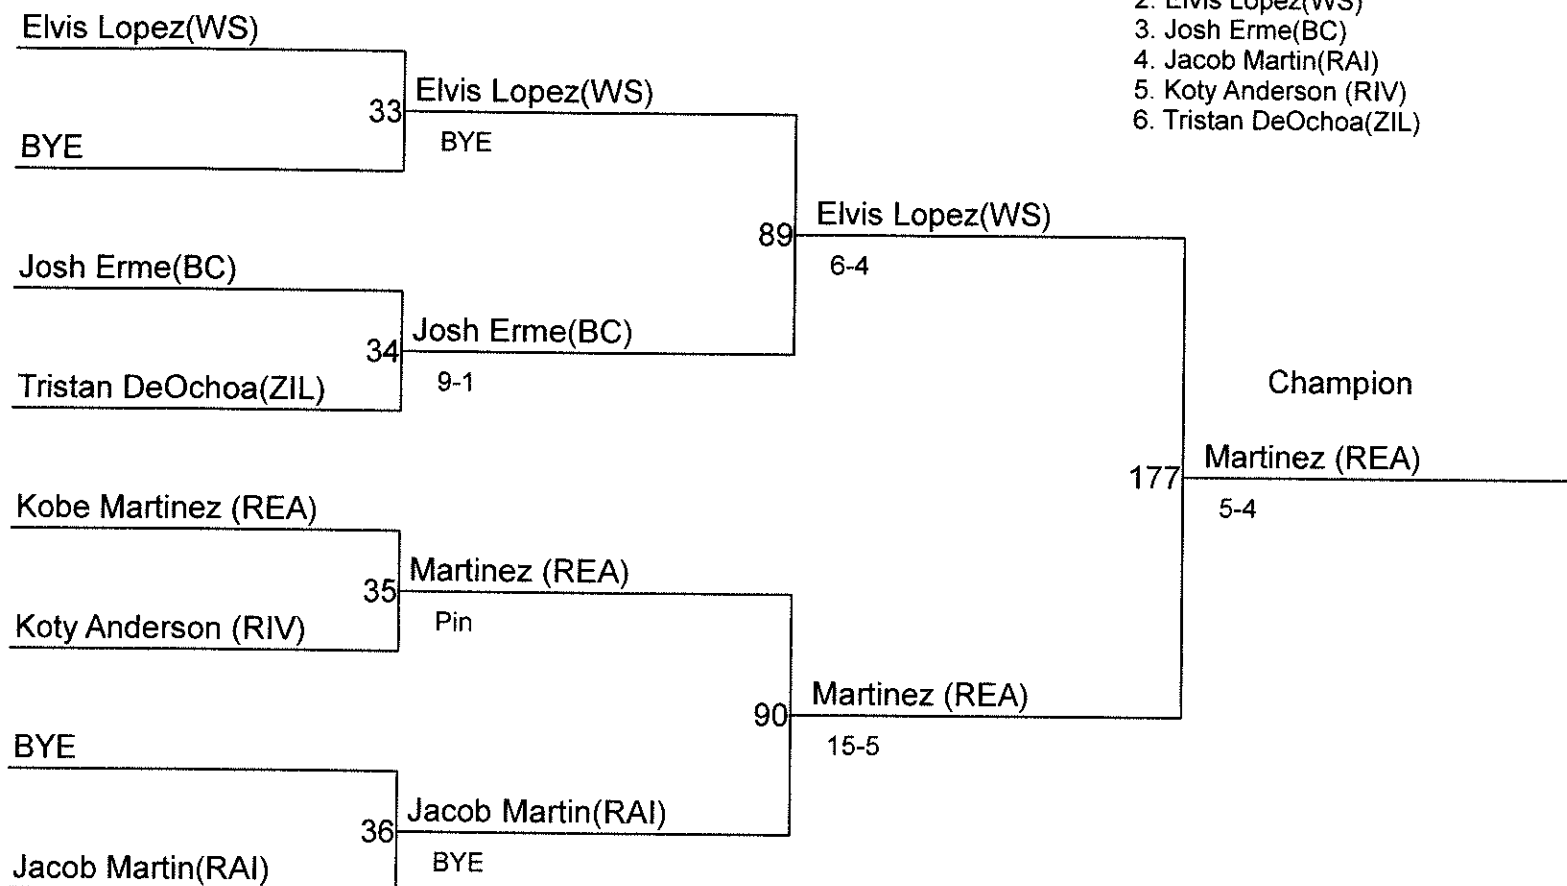 2. Elvis Lopez(WS)
3. Josh Erme(BC)
4. Jacob Martin(RAI)
5. Koty Anderson (RIV)
6. Tristan DeOchoa(ZIL)
Elvis Lopez(WS)
33
Elvis Lopez(WS)
BYE
BYE
89
Elvis Lopez(WS)
6-4
Josh Erme(BC)
34
Josh Erme(BC)
9-1
Tristan DeOchoa(ZIL)
Champion
177
Martinez (REA)
5-4
Kobe Martinez (REA)
35
Martinez (REA)
Pin
Koty Anderson (RIV)
90
Martinez (REA)
15-5
BYE
36
Jacob Martin(RAI)
BYE
Jacob Martin(RAI)